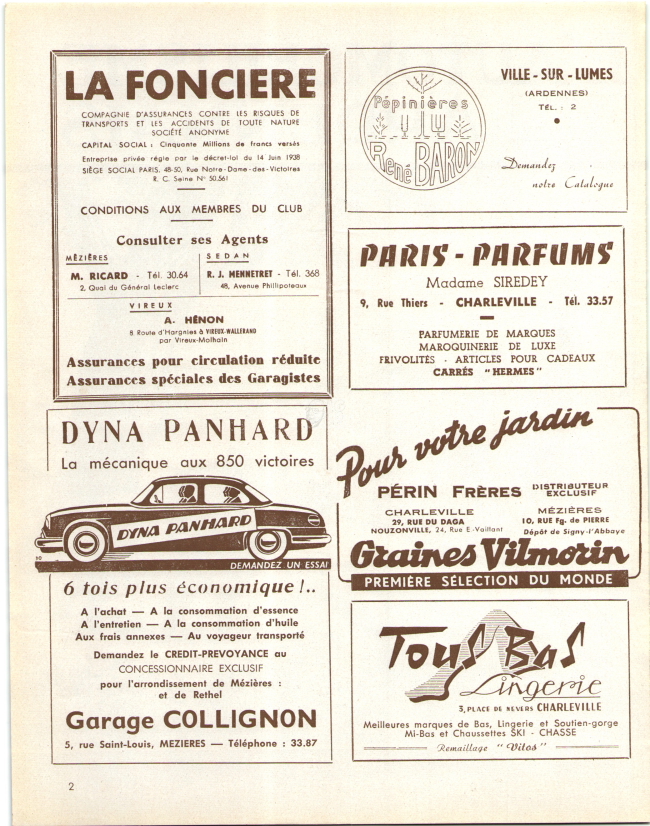 LA FONCIERE
COMPAGNIE D'ASSURANCES CONTRE LES RISQUES DE
TRANSPORTS ET LES ACCIDENTS DE TOUTE NATURE
SOCIÉTÉ ANONYME
CAPITAL SOCIAL : Cinquante Millions de francs versés
Entreprise privée régie par le décret-loi du 14 Juin 1938
SIÈGE SOCIAL PARIS, 48-50, Rue Notre-Dame-des-Victoires
R. C. Seine N° 50.561
CONDITIONS AUX MEMBRES DU CLUB
Consulter ses Agents
MÉZIÈRES
M. RICARD - Tél. 30.64
2, Quai du Général Leclerc
SEDAN
R. J. MENNETRET - Tél. 368
48, Avenue Phillipoteaux
VIREUX
A. HÉNON
8 Route d'Hargnies à VIREUX-WALLERAND
par Vireux-Molhain
Assurances pour circulation réduite
Assurances spéciales des Garagistes
Pépinières
René BARON
VILLE - SUR - LUMES
(ARDENNES)
TÉL. : 2
Demandez
notre Catalogue
PARIS - PARFUMS
Madame SIREDEY
9, Rue Thiers - CHARLEVILLE - Tél. 33.57
PARFUMERIE DE MARQUES
MAROQUINERIE DE LUXE
FRIVOLITÉS - ARTICLES POUR CADEAUX
CARRÉS "HERMES"
DYNA PANHARD
La mécanique aux 850 victoires
DYNA PANHARD
DEMANDEZ UN ESSAI
6 fois plus économique !..
A l'achat — A la consommation d'essence
A l'entretien — A la consommation d'huile
Aux frais annexes — Au voyageur transporté
Demandez le CREDIT-PREVOYANCE au
CONCESSIONNAIRE EXCLUSIF
pour l'arrondissement de Mézières :
et de Rethel
Garage COLLIGNON
5, rue Saint-Louis, MEZIERES — Téléphone : 33.87
Pour votre jardin
PÉRIN FRÈRES DISTRIBUTEUR
EXCLUSIF
CHARLEVILLE
29, RUE DU DAGA
NOUZONVILLE, 24, Rue E-Vaillant
MÉZIÈRES
10, RUE Fg. de PIERRE
Dépôt de Signy-l'Abbaye
Graines Vilmorin
PREMIÈRE SÉLECTION DU MONDE
Tous Bas
Lingerie
3, PLACE DE NEVERS CHARLEVILLE
Meilleures marques de Bas, Lingerie et Soutien-gorge
Mi-Bas et Chaussettes SKI - CHASSE
Remaillage "Vitos"
2